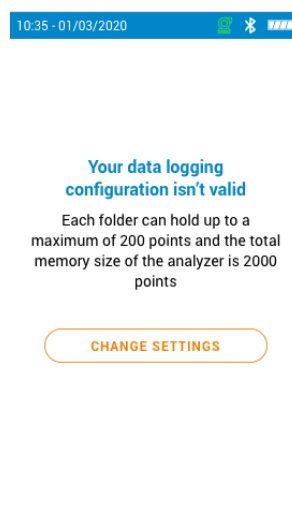 10:35 - 01/03/2020
Your data logging
configuration isn't valid
Each folder can hold up to a
maximum of 200 points and the total
memory size of the analyzer is 2000
points
CHANGE SETTINGS